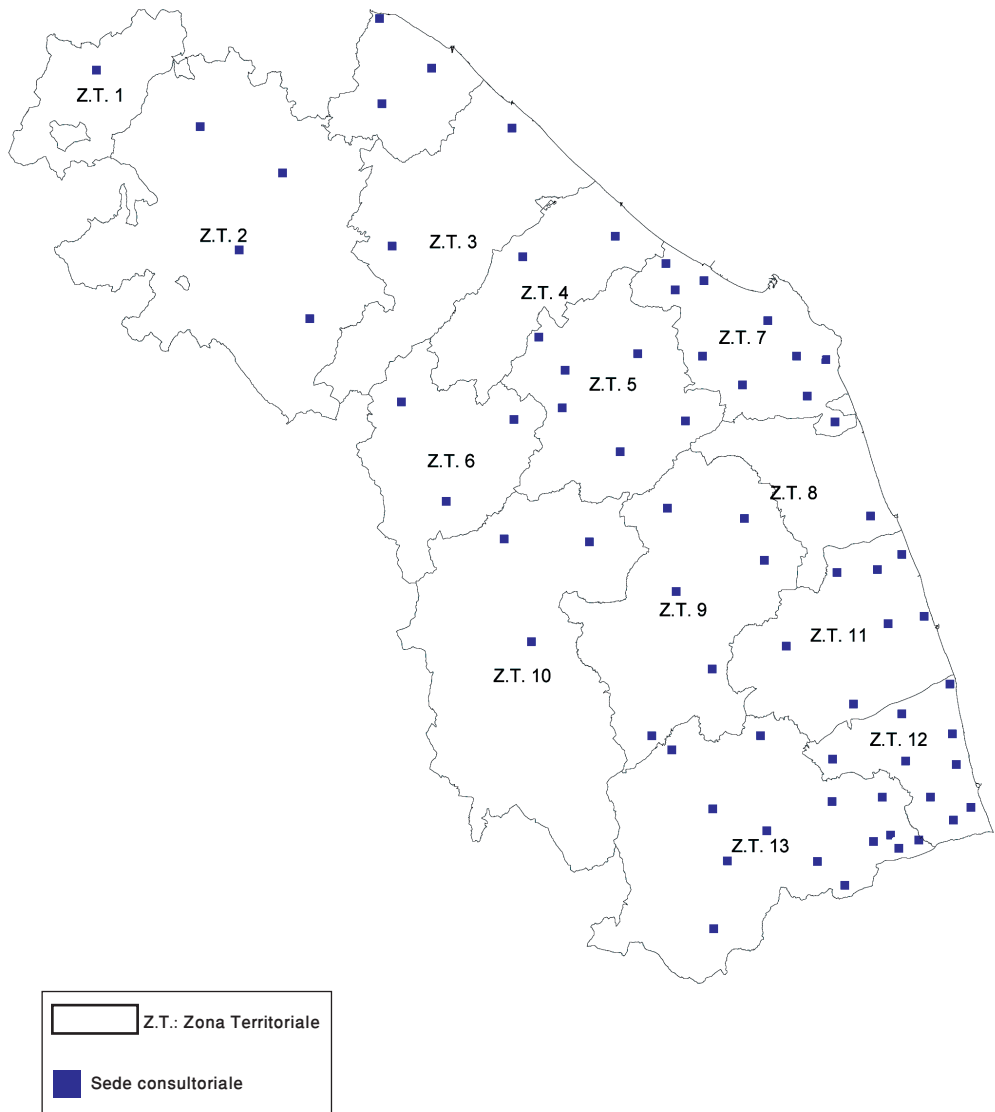 Z.T. 1
Z.T. 2
Z.T. 3
Z.T. 4
Z.T. 7
Z.T. 5
Z.T. 6
Z.T. 8
Z.T. 9
Z.T. 11
Z.T. 10
Z.T. 12
Z.T. 13
Z.T.: Zona Territoriale
Sede consultoriale